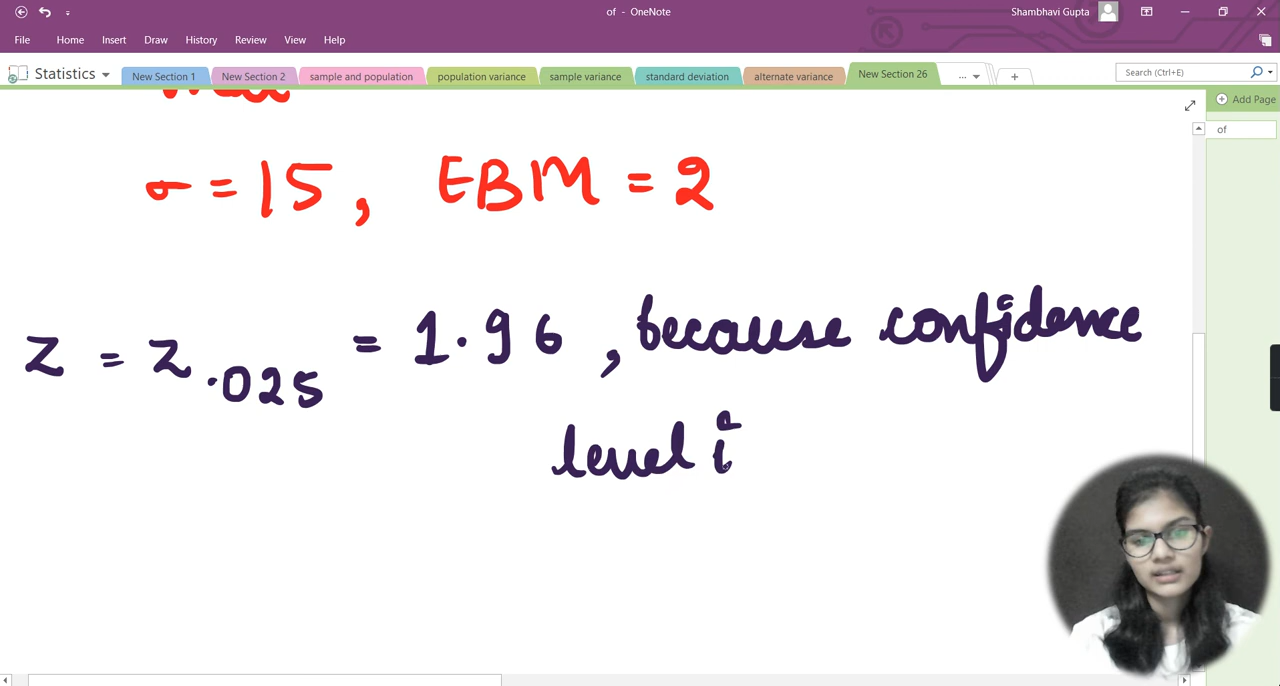 of - OneNote
Shambhavi Gupta
File Home Insert Draw History Review View Help
Statistics
New Section 1
New Section 2
sample and population
population variance
sample variance
standard deviation
alternate variance
New Section 26
...
Search (Ctrl+E)
Add Page
of
σ = 15, EBM = 2
z = z.025 = 1.96, because confidence
level i